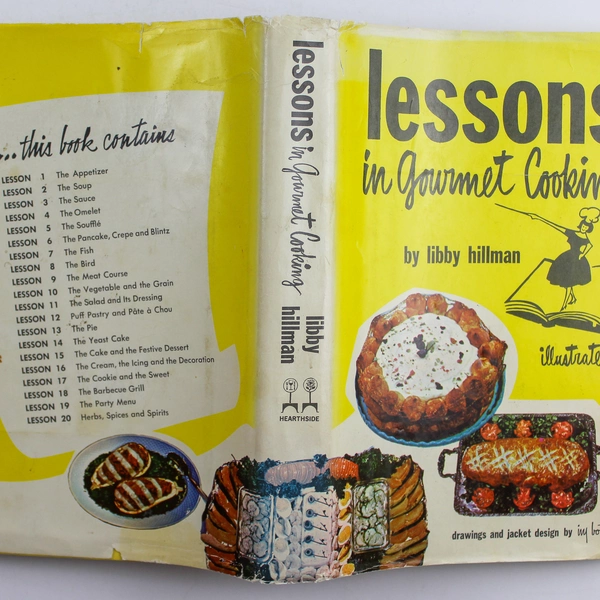 ...this book contains
LESSON 1 The Appetizer
LESSON 2 The Soup
LESSON 3 The Sauce
LESSON 4 The Omelet
LESSON 5 The Soufflé
LESSON 6 The Pancake, Crepe and Blintz
LESSON 7 The Fish
LESSON 8 The Bird
LESSON 9 The Meat Course
LESSON 10 The Vegetable and the Grain
LESSON 11 The Salad and Its Dressing
LESSON 12 Puff Pastry and Pâte à Chou
LESSON 13 The Pie
LESSON 14 The Yeast Cake
LESSON 15 The Cake and the Festive Dessert
LESSON 16 The Cream, the Icing and the Decoration
LESSON 17 The Cookie and the Sweet
LESSON 18 The Barbecue Grill
LESSON 19 The Party Menu
LESSON 20 Herbs, Spices and Spirits
lessons in Gourmet Cooking
libby hillman
HEARTHSIDE
lessons
in Gourmet Cookin
by libby hillman
illustrate
drawings and jacket design by